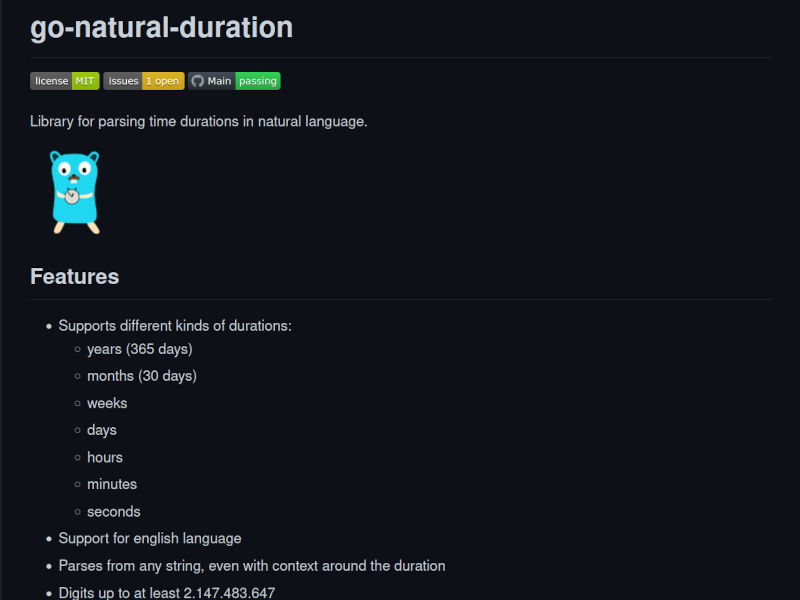 go-natural-duration
license MIT issues 1 open Main passing
Library for parsing time durations in natural language.
Features
Supports different kinds of durations:
years (365 days)
months (30 days)
weeks
days
hours
minutes
seconds
Support for english language
Parses from any string, even with context around the duration
Digits up to at least 2.147.483.647